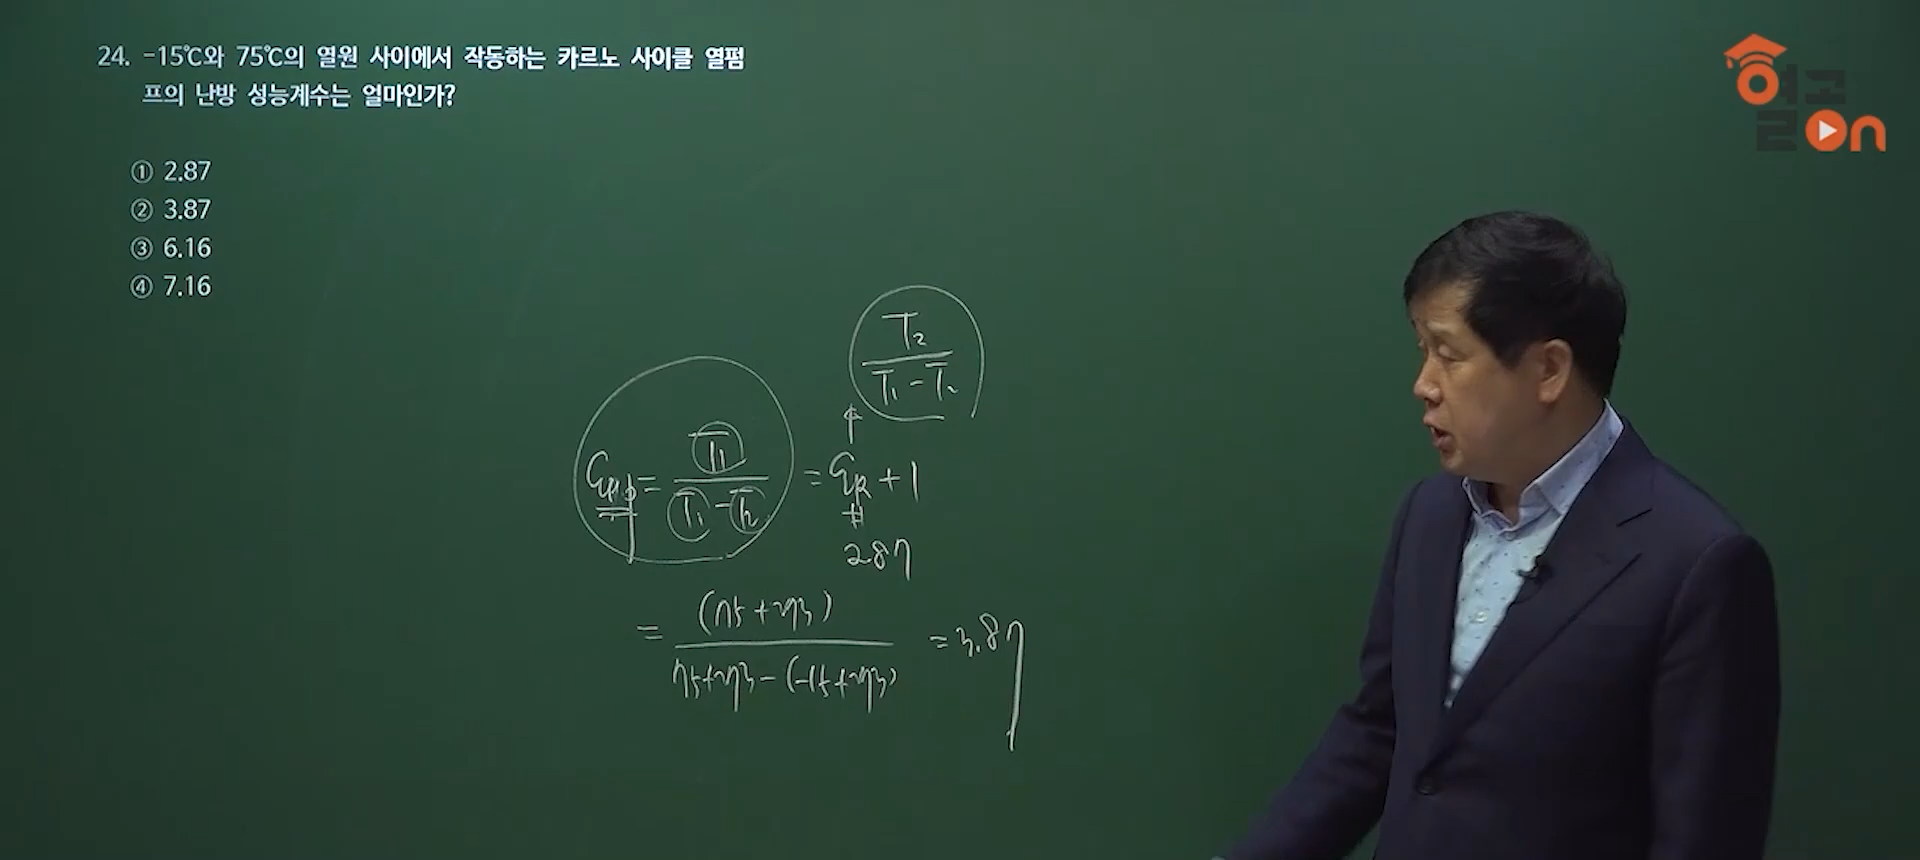 24. -15℃와 75℃의 열원 사이에서 작동하는 카르노 사이클 열펌
프의 난방 성능계수는 얼마인가?
① 2.87
② 3.87
③ 6.16
④ 7.16
열공
ON
T₂
T₁-T₂
T₁
= = +1
T₁-T₂
2.87
(75+273)
= =3.87
75+273-(-15+273)